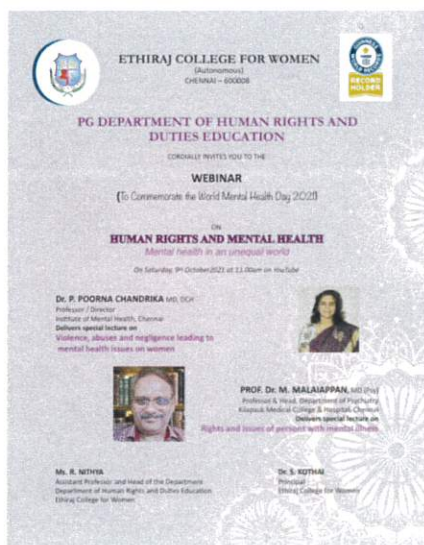 ETHIRAJ COLLEGE FOR WOMEN
(Autonomous)
CHENNAI – 600008
RECORD
HOLDER
PG DEPARTMENT OF HUMAN RIGHTS AND
DUTIES EDUCATION
CORDIALLY INVITES YOU TO THE
WEBINAR
(To Commemorate the World Mental Health Day 2021)
ON
HUMAN RIGHTS AND MENTAL HEALTH
Mental health in an unequal world
On Saturday, 9th October2021 at 11.00am on YouTube
Dr. P. POORNA CHANDRIKA MD, DCH
Professor / Director
Institute of Mental Health, Chennai
Delivers special lecture on
Violence, abuses and negligence leading to
mental health issues on women
PROF. Dr. M. MALAIAPPAN, MD (Psy)
Professor & Head, Department of Psychiatry
Kilapauk Medical College & Hospital, Chennai
Delivers special lecture on
Rights and issues of persons with mental illness
Ms. R. NITHYA
Assistant Professor and Head of the Department
Department of Human Rights and Duties Education
Ethiraj College for Women
Dr. S. KOTHAI
Principal
Ethiraj College for Women